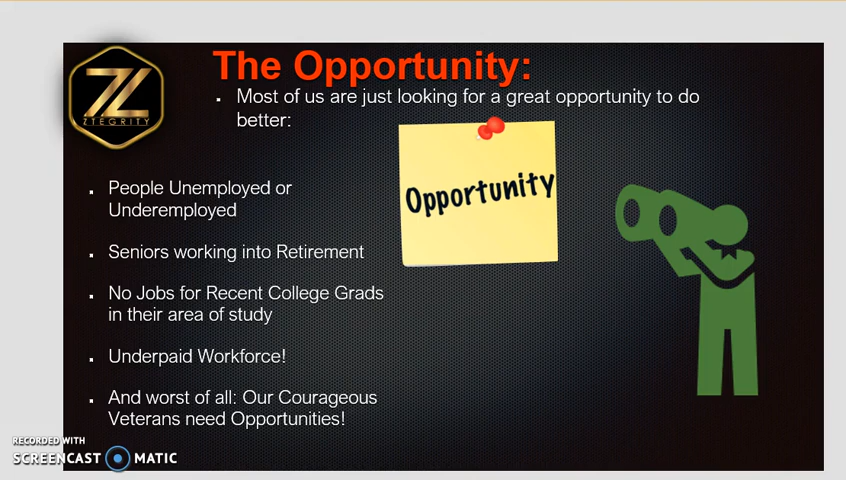 The Opportunity:
Most of us are just looking for a great opportunity to do
better:
ZTEGRITY
Opportunity
People Unemployed or
Underemployed
Seniors working into Retirement
No Jobs for Recent College Grads
in their area of study
Underpaid Workforce!
And worst of all: Our Courageous
Veterans need Opportunities!
RECORDED WITH
SCREENCAST MATIC